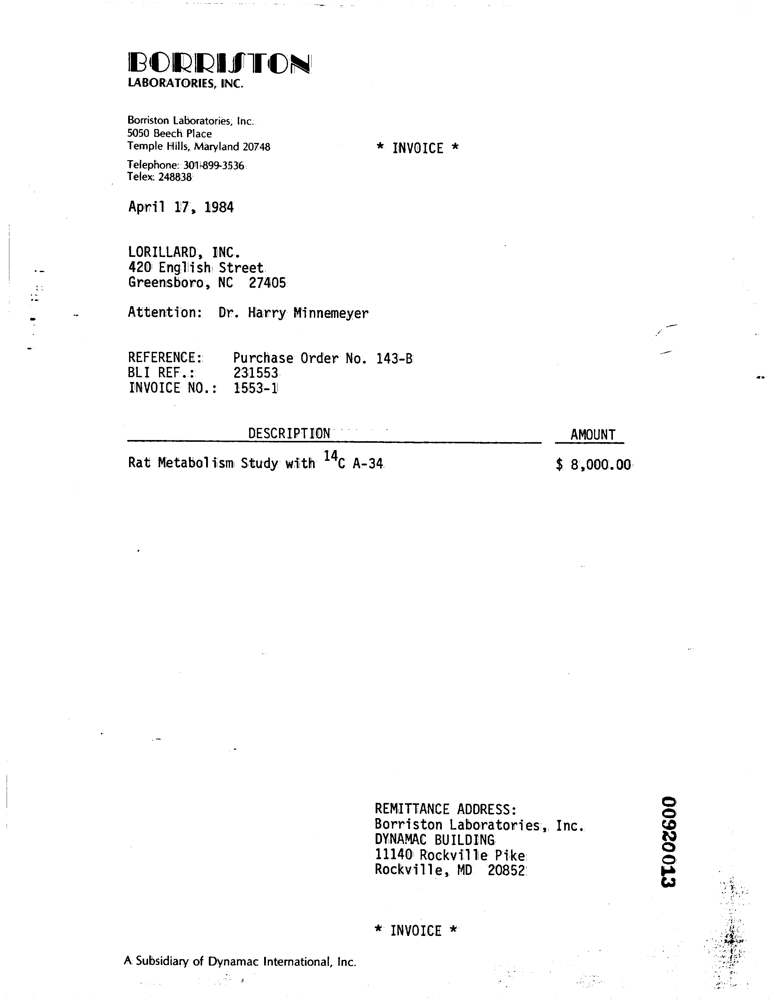 BORRISTON
LABORATORIES, INC.
Borriston Laboratories, Inc.
5050 Beech Place
Temple Hills, Maryland 20748
* INVOICE *
Telephone: 301-899-3536
Telex: 248838
April 17, 1984
LORILLARD, INC.
420 English Street
Greensboro, NC 27405
Attention: Dr. Harry Minnemeyer
REFERENCE: Purchase Order No. 143-B
BLI REF.: 231553
INVOICE NO.: 1553-1
DESCRIPTION AMOUNT
Rat Metabolism Study with ¹⁴C A-34 $ 8,000.00
REMITTANCE ADDRESS:
Borriston Laboratories, Inc.
DYNAMAC BUILDING
11140 Rockville Pike
Rockville, MD 20852
00920013
* INVOICE *
A Subsidiary of Dynamac International, Inc.